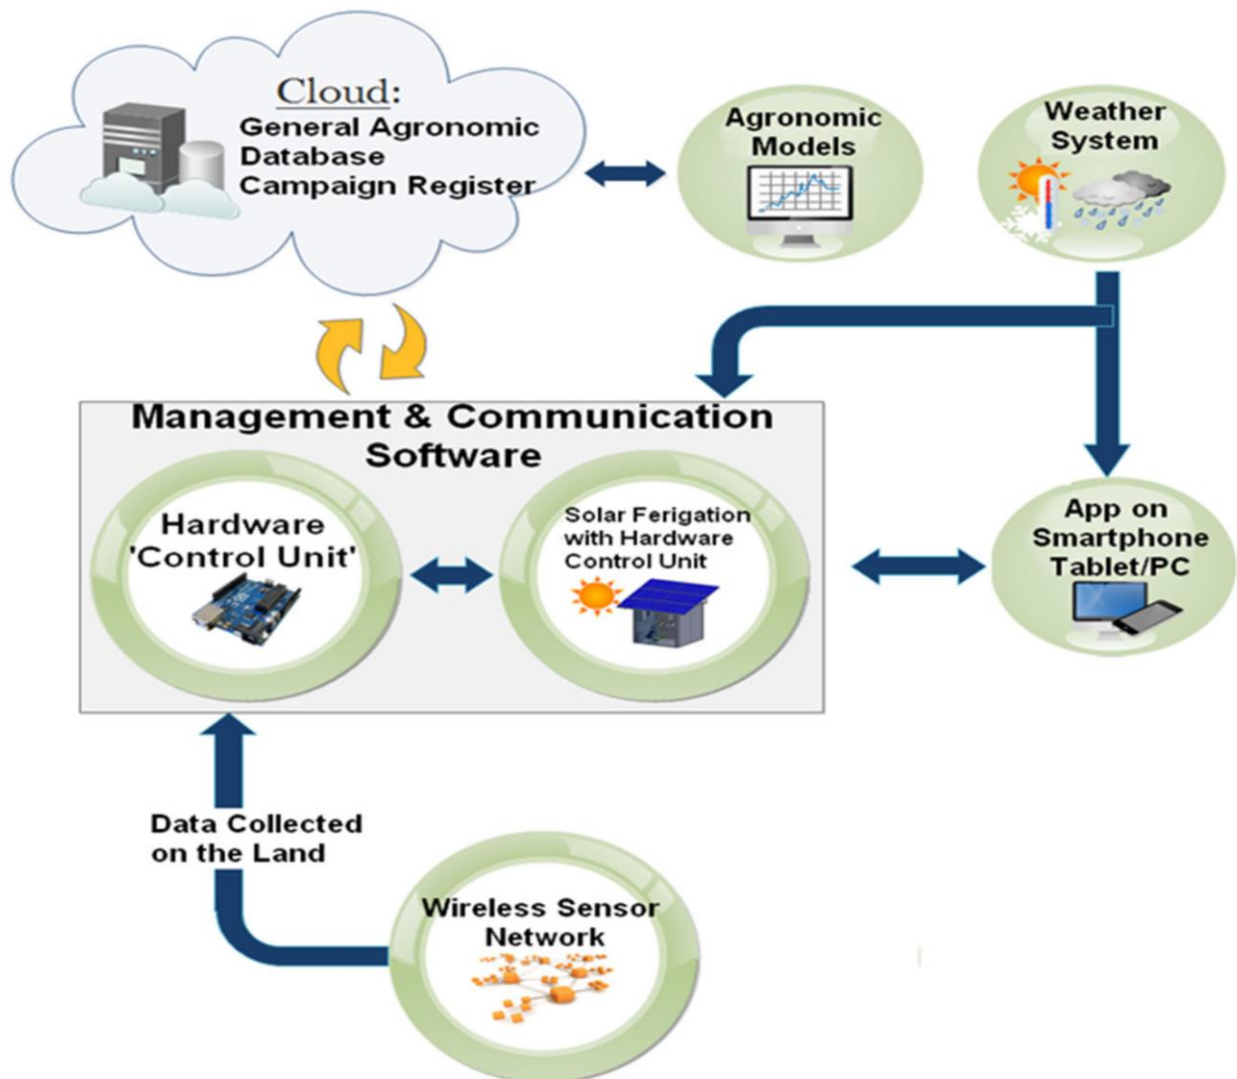 Cloud:
General Agronomic
Database
Campaign Register
Agronomic
Models
Weather
System
Management & Communication
Software
Hardware
'Control Unit'
Solar Ferigation
with Hardware
Control Unit
App on
Smartphone
Tablet/PC
Data Collected
on the Land
Wireless Sensor
Network